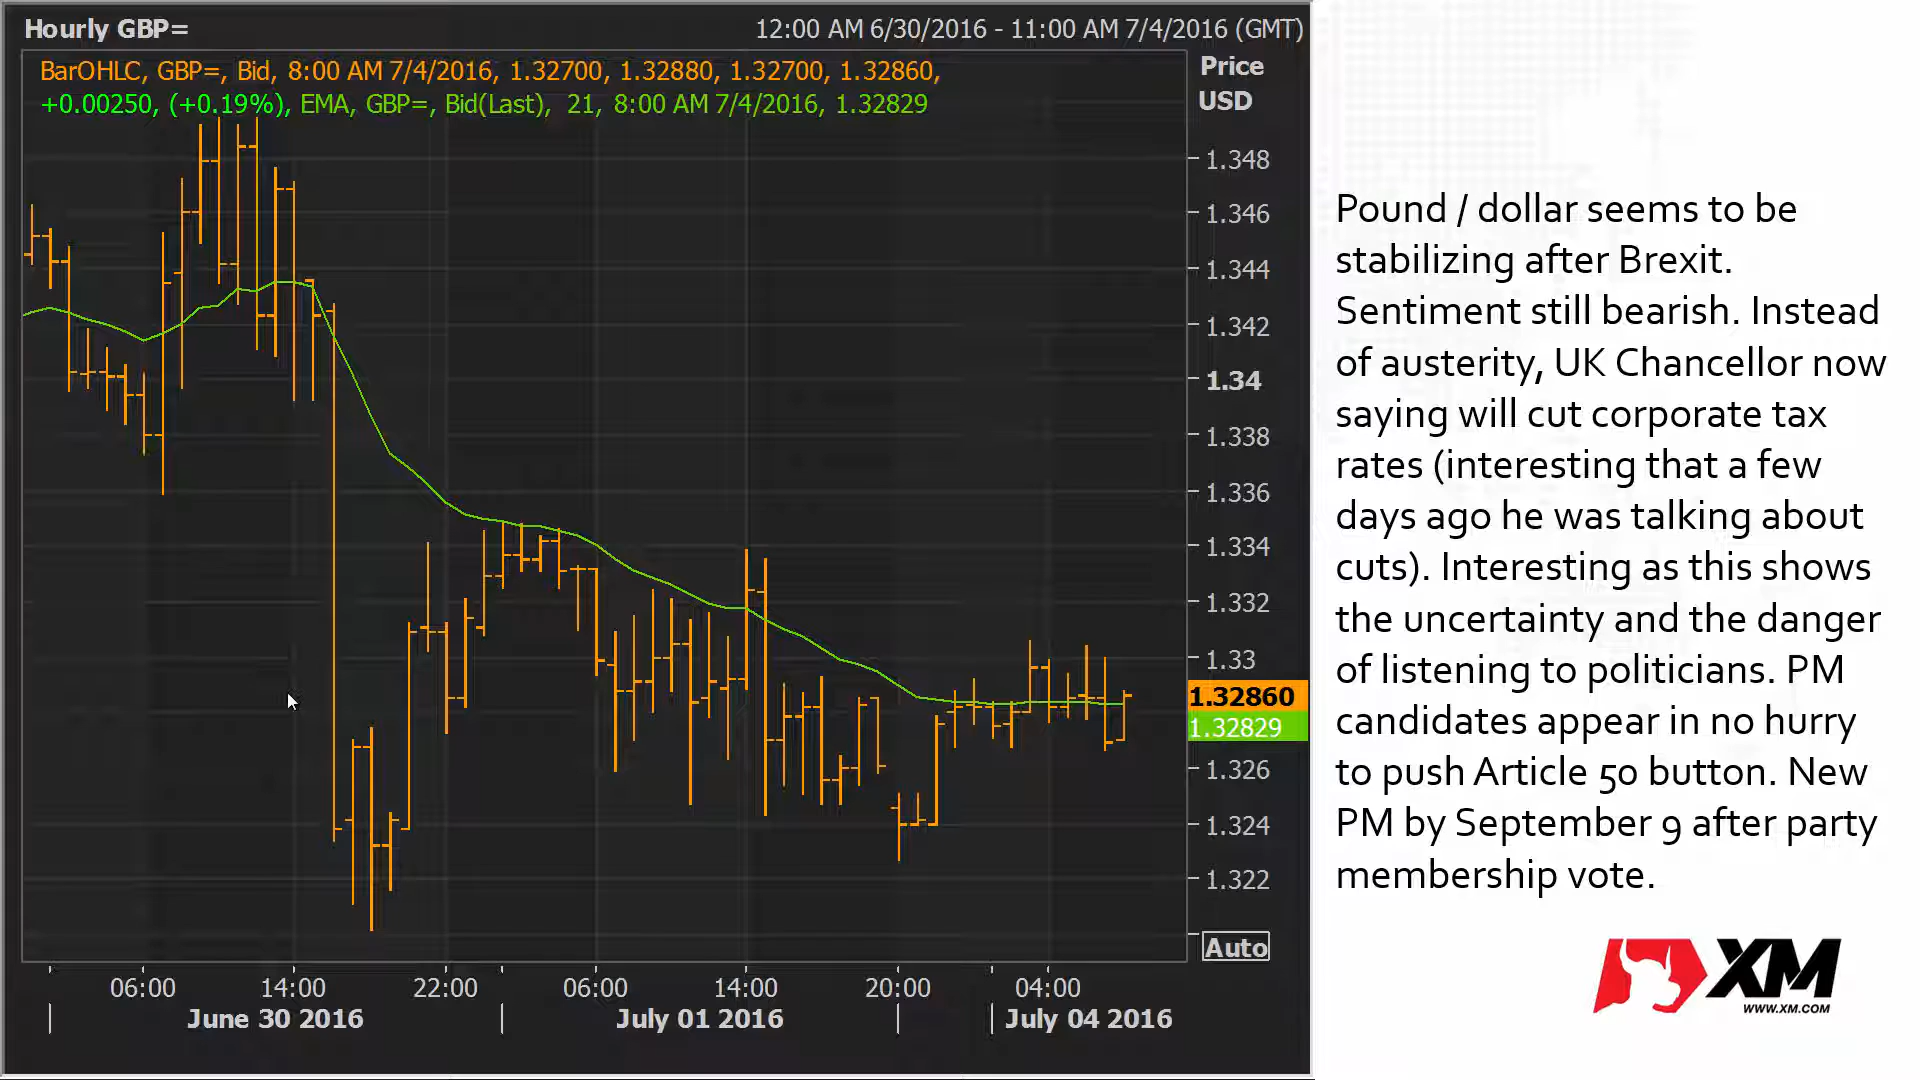 Hourly GBP=
12:00 AM 6/30/2016 - 11:00 AM 7/4/2016 (GMT)
BarOHLC, GBP=, Bid, 8:00 AM 7/4/2016, 1.32700, 1.32880, 1.32700, 1.32860,
+0.00250, (+0.19%), EMA, GBP=, Bid(Last), 21, 8:00 AM 7/4/2016, 1.32829
Price
USD
1.348
1.346
1.344
1.342
1.34
1.338
1.336
1.334
1.332
1.33
1.32860
1.32829
1.326
1.324
1.322
Auto
06:00 14:00 22:00 06:00 14:00 20:00 04:00
June 30 2016 July 01 2016 July 04 2016
Pound / dollar seems to be
stabilizing after Brexit.
Sentiment still bearish. Instead
of austerity, UK Chancellor now
saying will cut corporate tax
rates (interesting that a few
days ago he was talking about
cuts). Interesting as this shows
the uncertainty and the danger
of listening to politicians. PM
candidates appear in no hurry
to push Article 50 button. New
PM by September 9 after party
membership vote.
XM
WWW.XM.COM